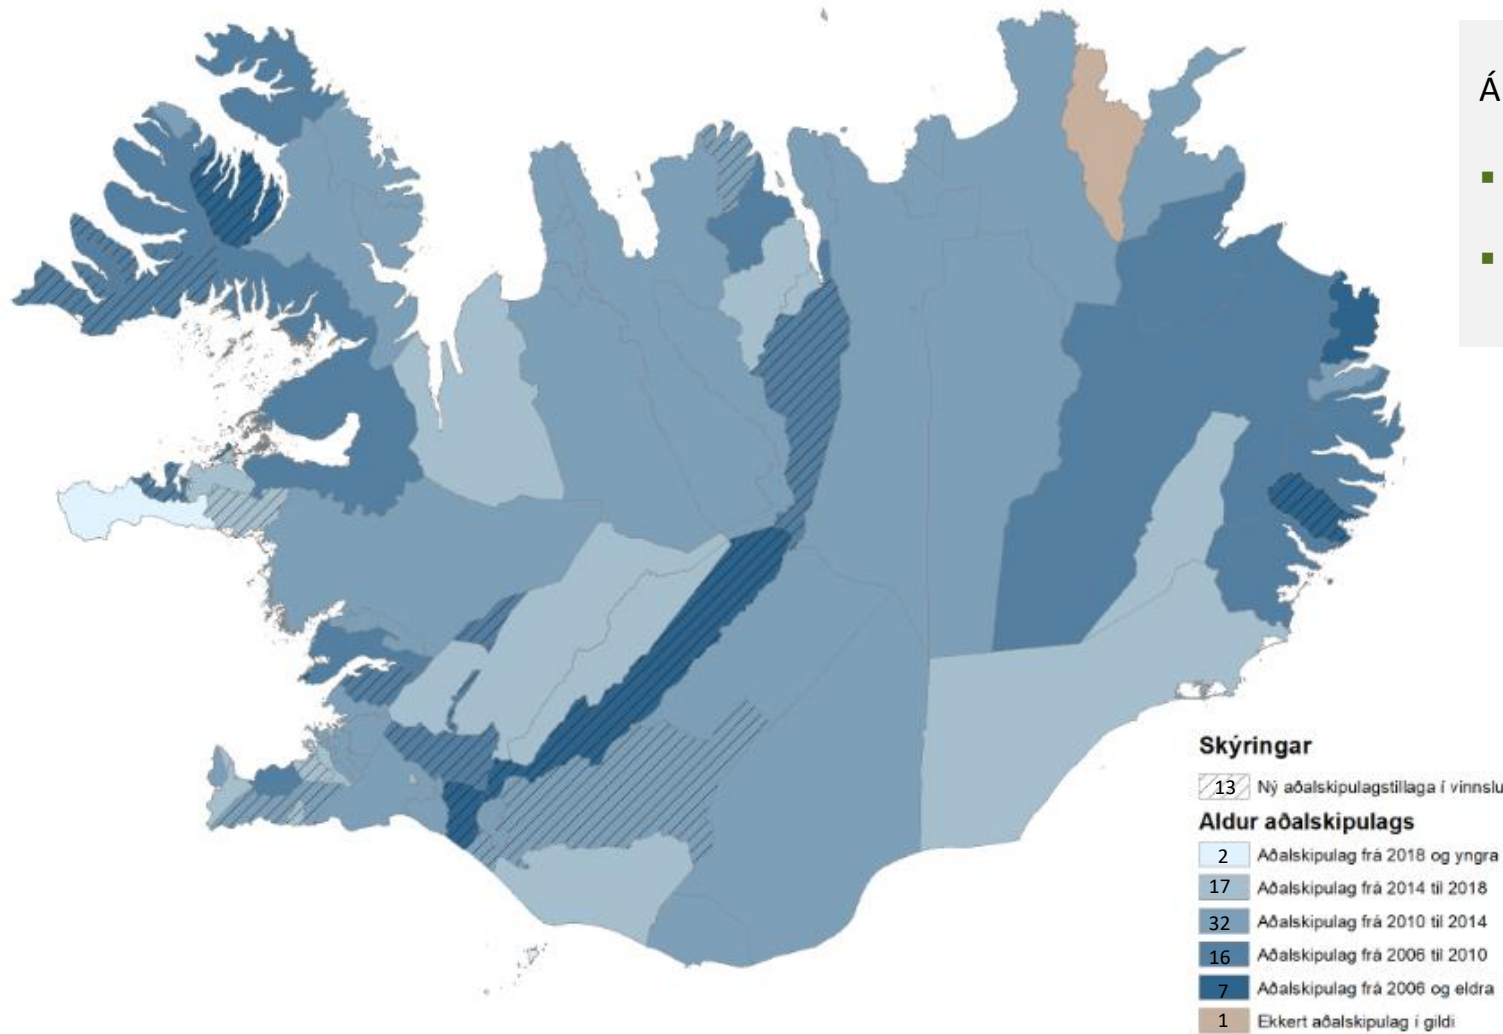 Á
Skýringar
13 Ný aðalskipulagstillaga í vinnslu
Aldur aðalskipulags
2 Aðalskipulag frá 2018 og yngra
17 Aðalskipulag frá 2014 til 2018
32 Aðalskipulag frá 2010 til 2014
16 Aðalskipulag frá 2006 til 2010
7 Aðalskipulag frá 2006 og eldra
1 Ekkert aðalskipulag í gildi